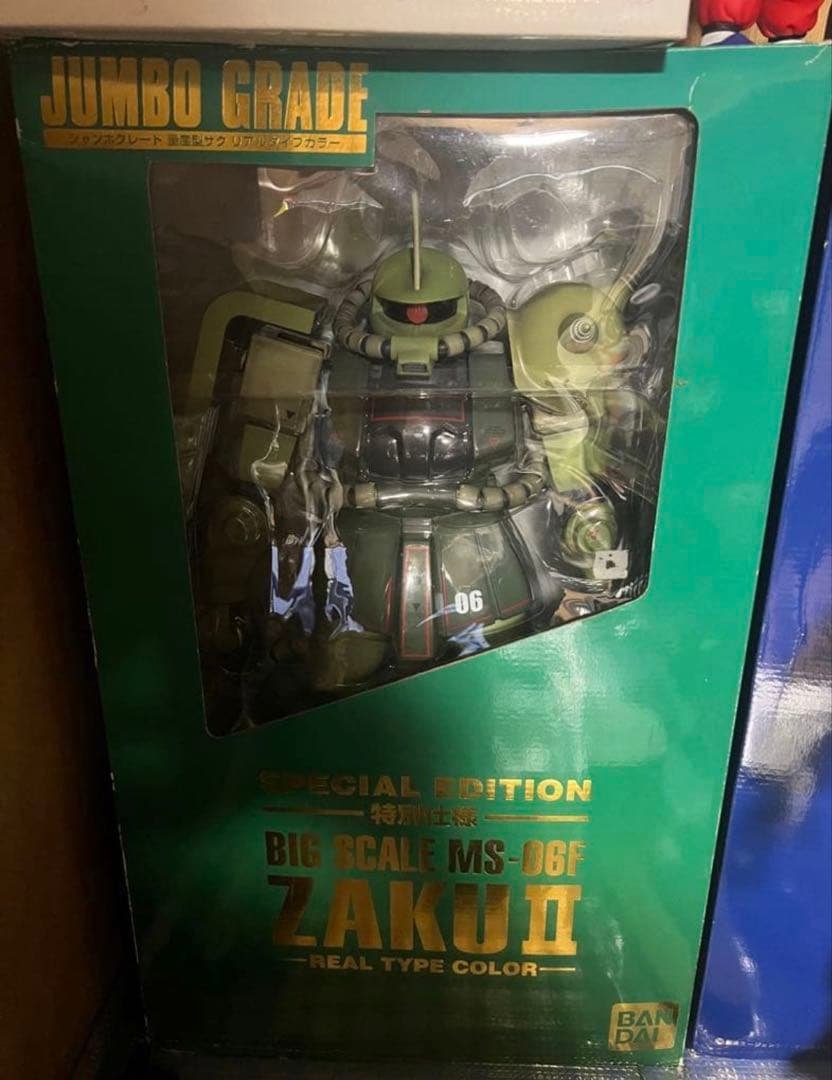 JUMBO GRADE
ジャンボグレード 量産型ザク リアルタイプカラー
06
SPECIAL EDITION
特別仕様
BIG SCALE MS-06F
ZAKU II
REAL TYPE COLOR
BAN
DAI